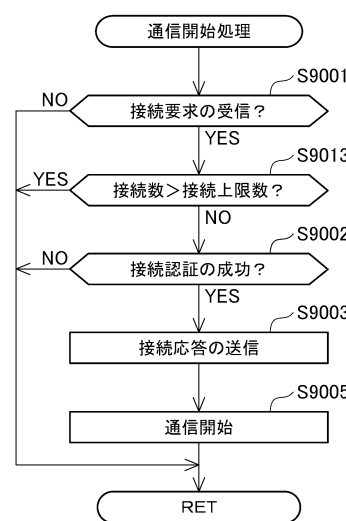 通信開始処理
S9001
NO
接続要求の受信？
YES
S9013
YES
接続数＞接続上限数？
NO
S9002
NO
接続認証の成功？
YES
S9003
接続応答の送信
S9005
通信開始
RET